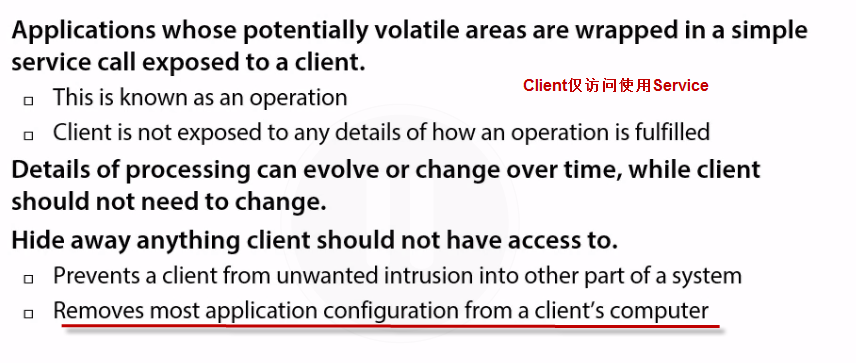 Applications whose potentially volatile areas are wrapped in a simple
service call exposed to a client.
Client仅访问使用Service
This is known as an operation
Client is not exposed to any details of how an operation is fulfilled
Details of processing can evolve or change over time, while client
should not need to change.
Hide away anything client should not have access to.
Prevents a client from unwanted intrusion into other part of a system
Removes most application configuration from a client's computer